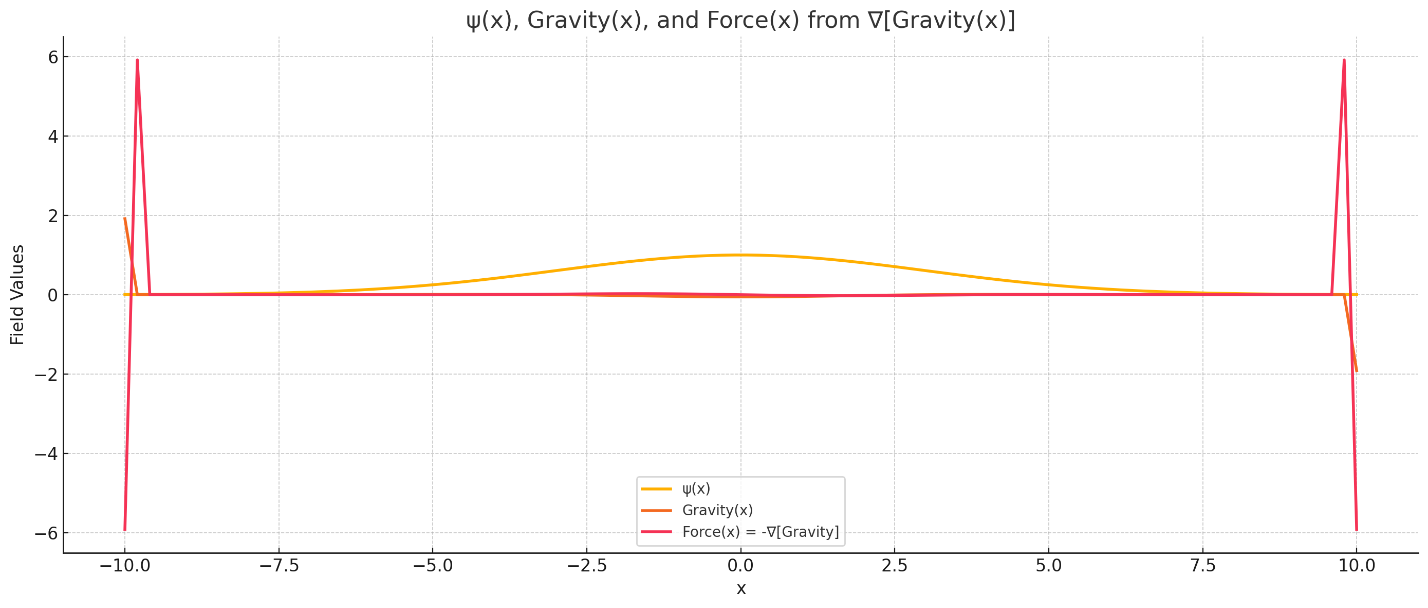 ψ(x), Gravity(x), and Force(x) from ∇[Gravity(x)]
6
4
2
0
−2
−4
−6
Field Values
ψ(x)
Gravity(x)
Force(x) = -∇[Gravity]
−10.0 −7.5 −5.0 −2.5 0.0 2.5 5.0 7.5 10.0
x